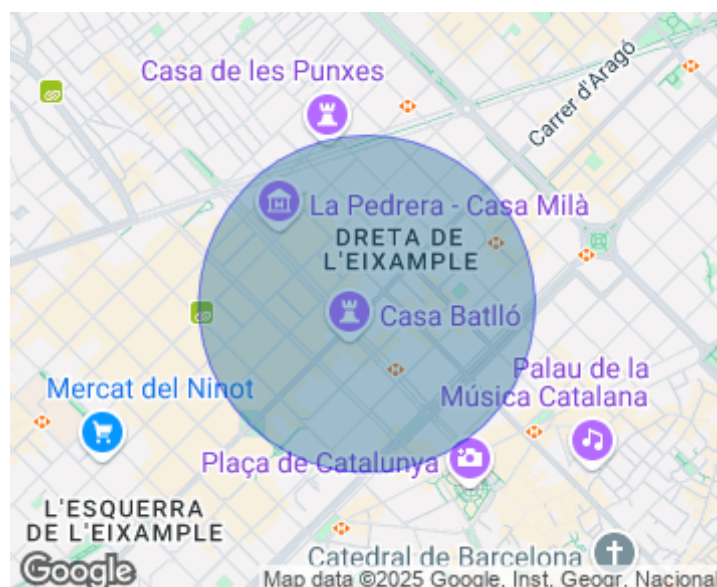 Casa de les Punxes
Carrer d'Aragó
La Pedrera - Casa Milà
DRETA DE
L'EIXAMPLE
Casa Batlló
Mercat del Ninot
Palau de la
Música Catalana
Plaça de Catalunya
L'ESQUERRA
DE L'EIXAMPLE
Catedral de Barcelona
Google
Map data ©2025 Google, Inst. Geogr. Nacional